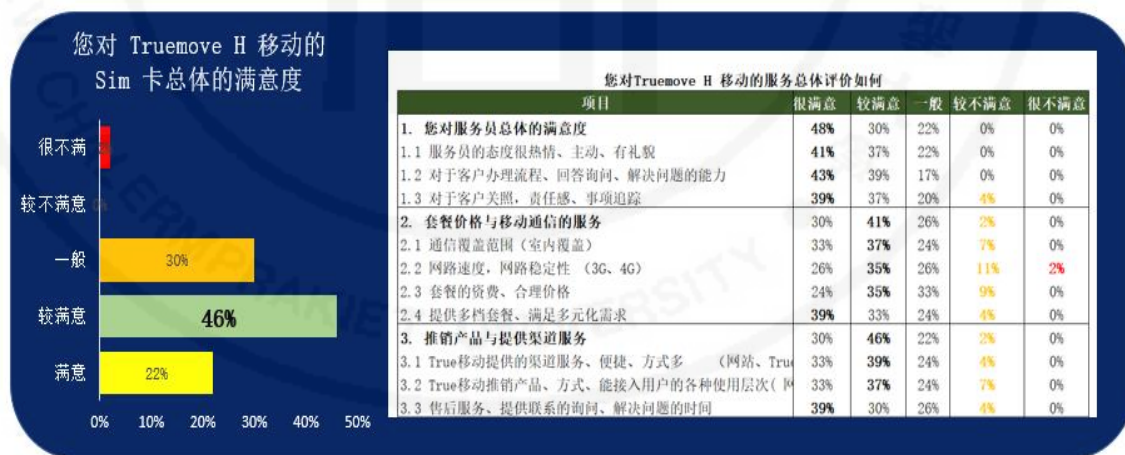 您对 Truemove H 移动的
Sim 卡总体的满意度
很不满
较不满意
一般
30%
较满意
46%
满意
22%
0% 10% 20% 30% 40% 50%
您对Truemove H 移动的服务总体评价如何
项目 很满意 较满意 一般 较不满意 很不满意
1. 您对服务员总体的满意度 48% 30% 22% 0% 0%
1.1 服务员的态度很热情、主动、有礼貌 41% 37% 22% 0% 0%
1.2 对于客户办理流程、回答询问、解决问题的能力 43% 39% 17% 0% 0%
1.3 对于客户关照，责任感、事项追踪 39% 37% 20% 4% 0%
2. 套餐价格与移动通信的服务 30% 41% 26% 2% 0%
2.1 通信覆盖范围（室内覆盖） 33% 37% 24% 7% 0%
2.2 网路速度，网路稳定性 （3G、4G） 26% 35% 26% 11% 2%
2.3 套餐的资费、合理价格 24% 35% 33% 9% 0%
2.4 提供多档套餐、满足多元化需求 39% 33% 24% 4% 0%
3. 推销产品与提供渠道服务 30% 46% 22% 2% 0%
3.1 True移动提供的渠道服务、便捷、方式多 （网站、True 33% 39% 24% 4% 0%
3.2 True移动推销产品、方式、能接入用户的各种使用层次( 33% 37% 24% 7% 0%
3.3 售后服务、提供联系的询问、解决问题的时间 39% 30% 26% 4% 0%